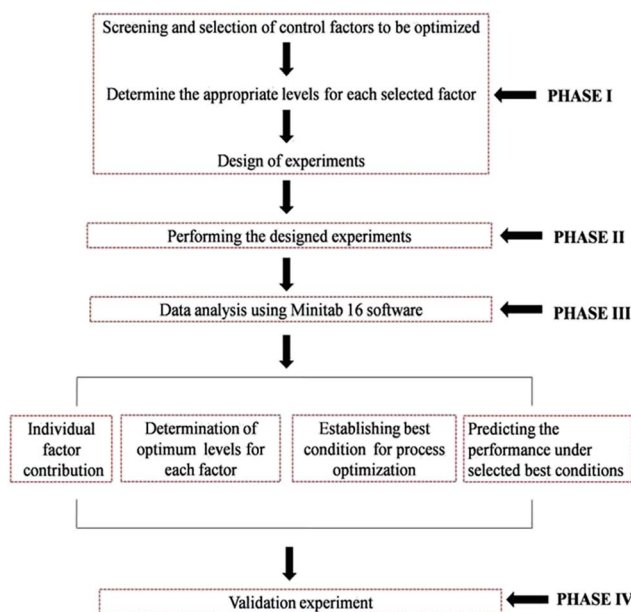 Screening and selection of control factors to be optimized
Determine the appropriate levels for each selected factor
PHASE I
Design of experiments
Performing the designed experiments
PHASE II
Data analysis using Minitab 16 software
PHASE III
Individual
factor
contribution
Determination of
optimum levels for
each factor
Establishing best
condition for process
optimization
Predicting the
performance under
selected best conditions
Validation experiment
PHASE IV